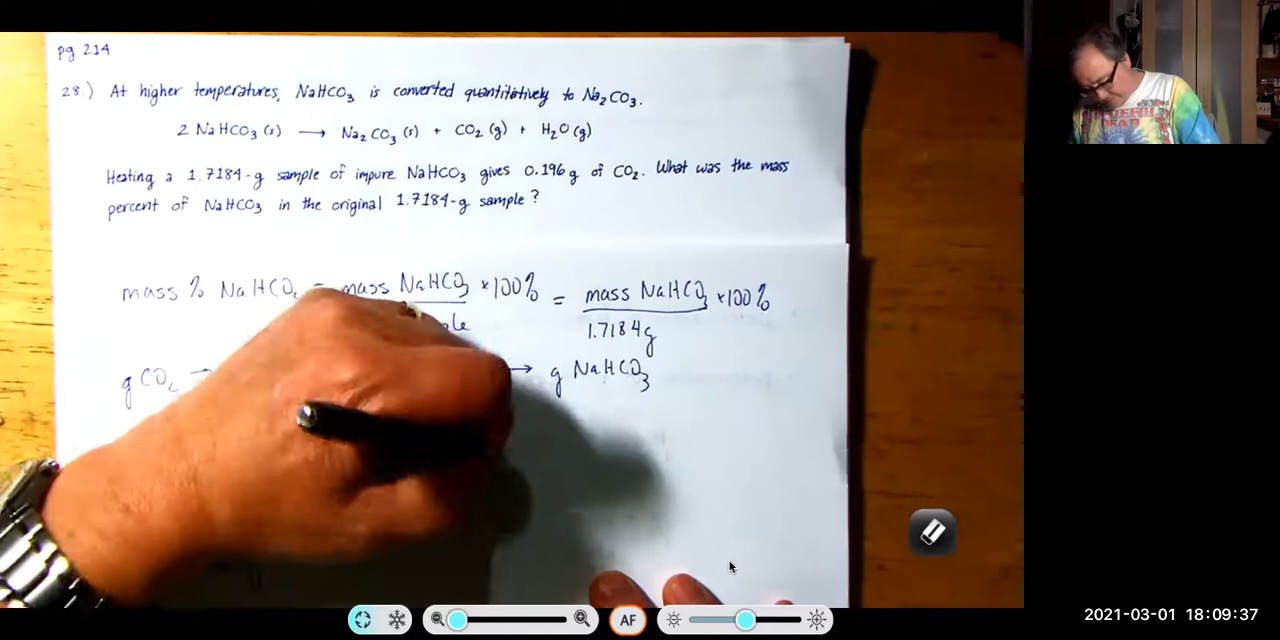 pg 214
28.) At higher temperatures, NaHCO3 is converted quantitatively to Na2CO3.
2 NaHCO3 (s) → Na2CO3 (s) + CO2 (g) + H2O (g)
Heating a 1.7184-g sample of impure NaHCO3 gives 0.196g of CO2. What was the mass
percent of NaHCO3 in the original 1.7184-g sample?
mass % NaHCO3 = mass NaHCO3 ×100% = mass NaHCO3 ×100%
1.7184g
g CO2 → → g NaHCO3
AF
2021-03-01 18:09:37